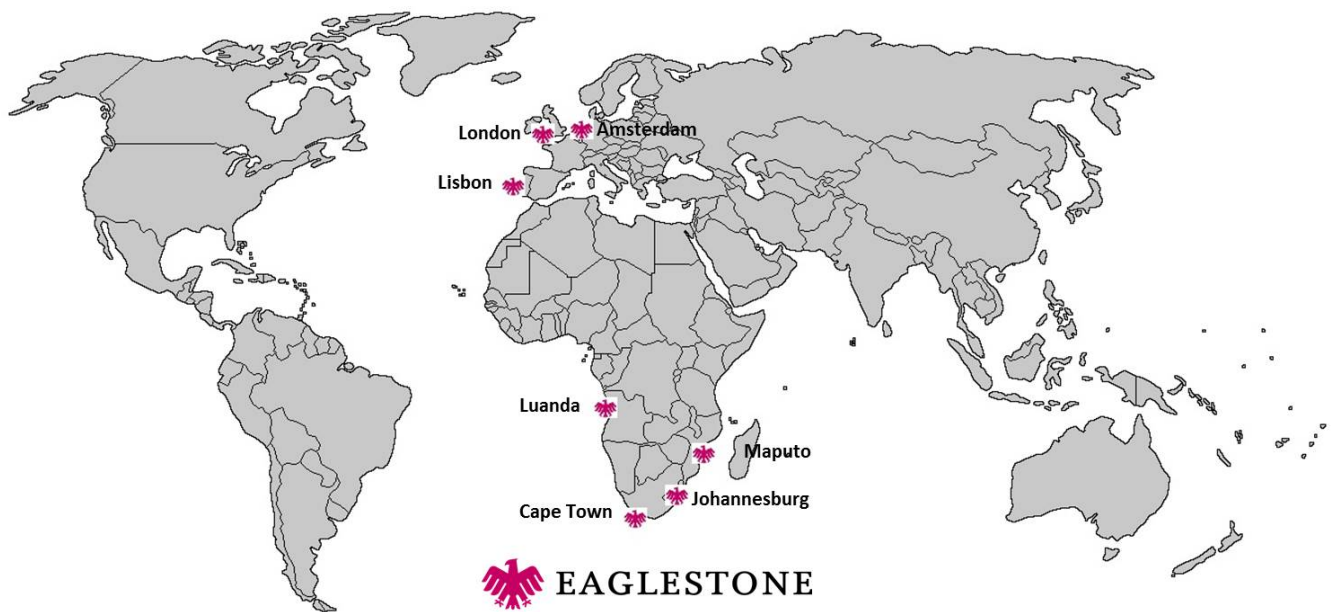 London
Amsterdam
Lisbon
Luanda
Maputo
Johannesburg
Cape Town
EAGLESTONE